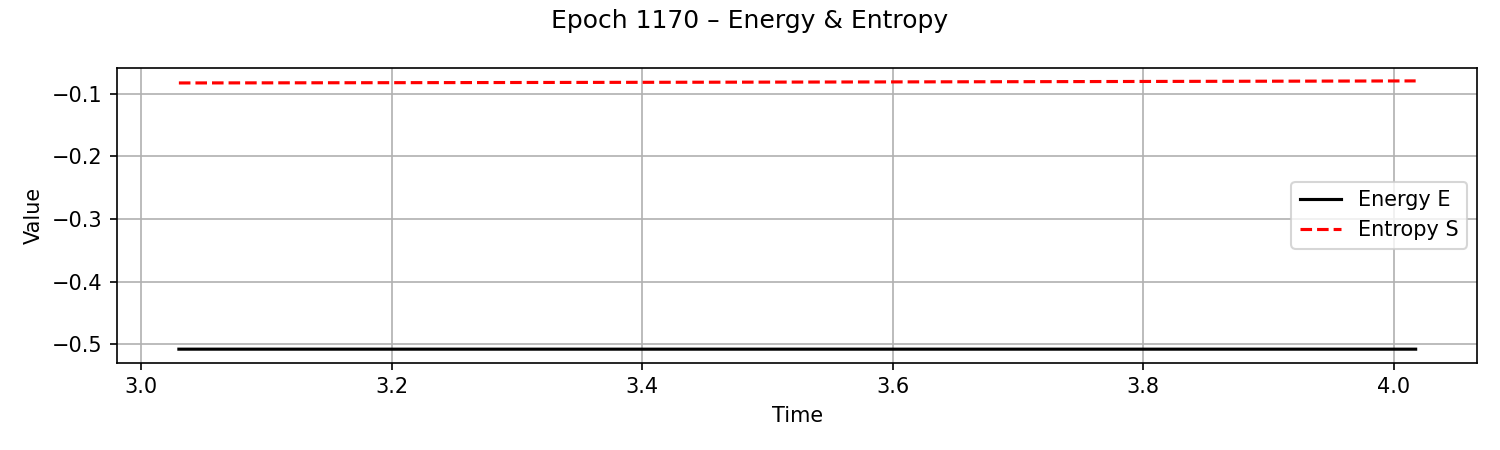 Epoch 1170 – Energy & Entropy
−0.1
−0.2
−0.3
−0.4
−0.5
Value
Energy E
Entropy S
3.0 3.2 3.4 3.6 3.8 4.0
Time